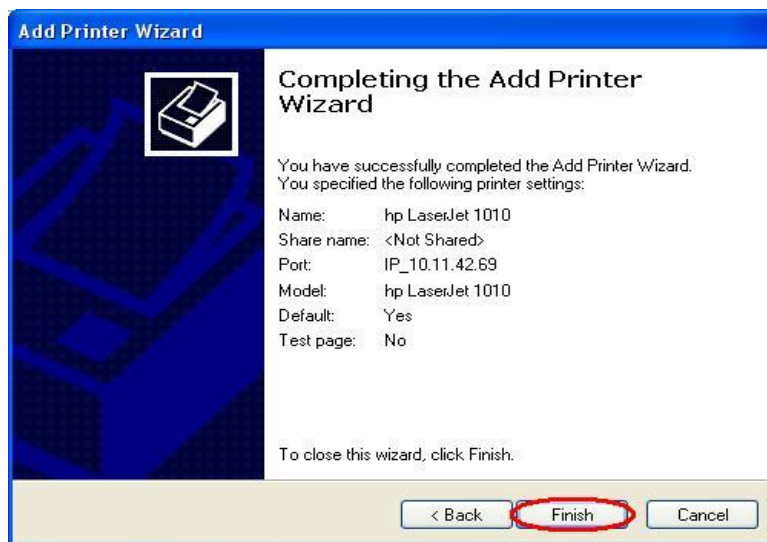 Add Printer Wizard
Completing the Add Printer
Wizard
You have successfully completed the Add Printer Wizard.
You specified the following printer settings:
Name: hp LaserJet 1010
Share name: <Not Shared>
Port: IP_10.11.42.69
Model: hp LaserJet 1010
Default: Yes
Test page: No
To close this wizard, click Finish.
< Back Finish Cancel